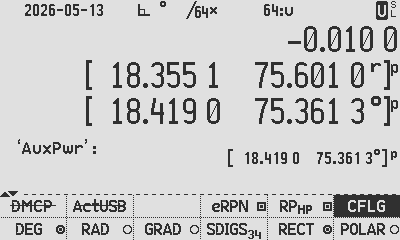 2026-05-13 ∟ ° /64× 64:∪ U S L
−0.010 0
[ 18.355 1 75.601 0ʳ]ᵖ
[ 18.419 0 75.361 3°]ᵖ
‘AuxPwr’:
[ 18.419 0 75.361 3°]ᵖ
DMCP ActUSB eRPN RPHP CFLG
DEG RAD GRAD SDIGS34 RECT POLAR